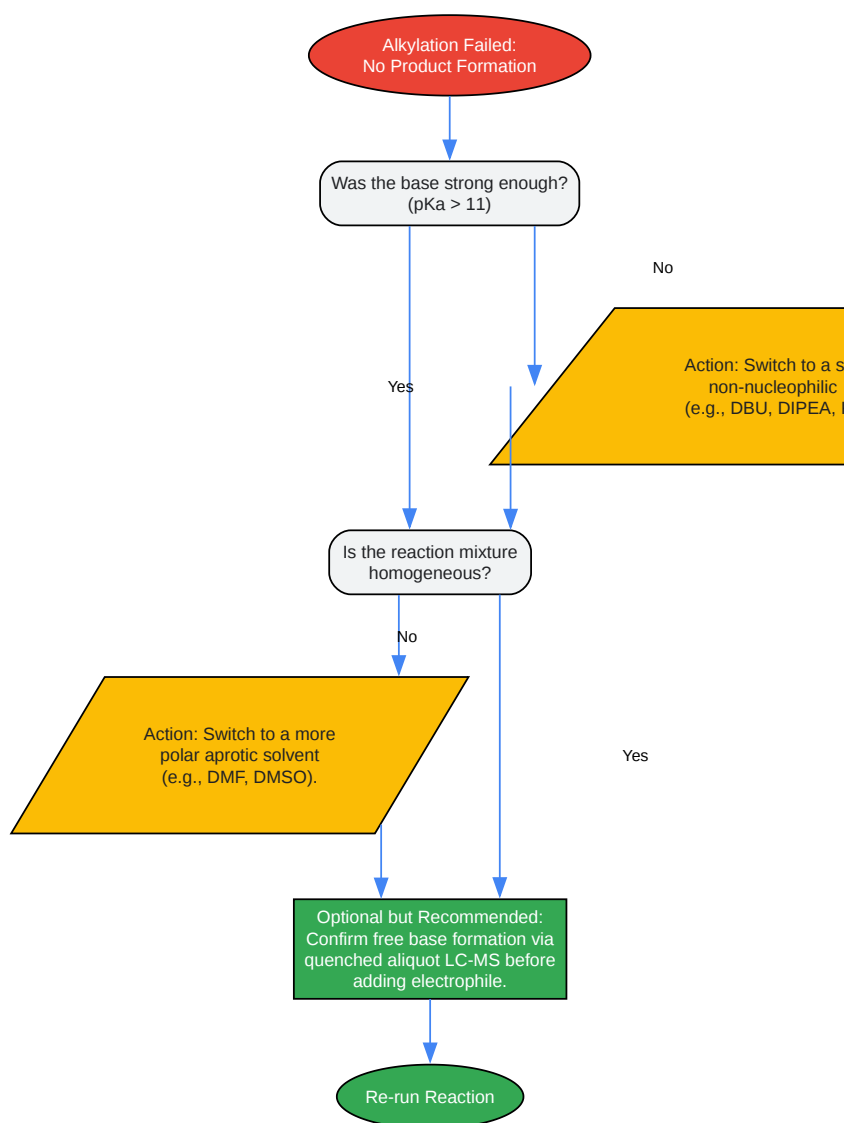 Alkylation Failed:
No Product Formation
Was the base strong enough?
(pKa > 11)
No
Action: Switch to a
non-nucleophilic
(e.g., DBU, DIPEA,
Yes
Is the reaction mixture
homogeneous?
No
Action: Switch to a more
polar aprotic solvent
(e.g., DMF, DMSO).
Yes
Optional but Recommended:
Confirm free base formation via
quenched aliquot LC-MS before
adding electrophile.
Re-run Reaction